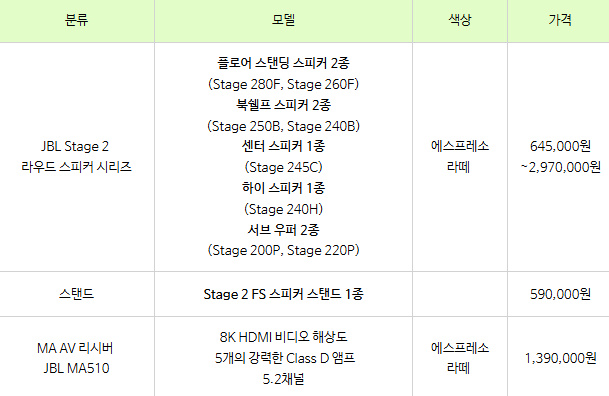 분류 모델 색상 가격
플로어 스탠딩 스피커 2종
(Stage 280F, Stage 260F)
북쉘프 스피커 2종
(Stage 250B, Stage 240B)
센터 스피커 1종
(Stage 245C)
하이 스피커 1종
(Stage 240H)
서브 우퍼 2종
(Stage 200P, Stage 220P)
JBL Stage 2
라우드 스피커 시리즈
에스프레소
라떼
645,000원
~2,970,000원
스탠드 Stage 2 FS 스피커 스탠드 1종 590,000원
MA AV 리시버
JBL MA510
8K HDMI 비디오 해상도
5개의 강력한 Class D 앰프
5.2채널
에스프레소
라떼
1,390,000원